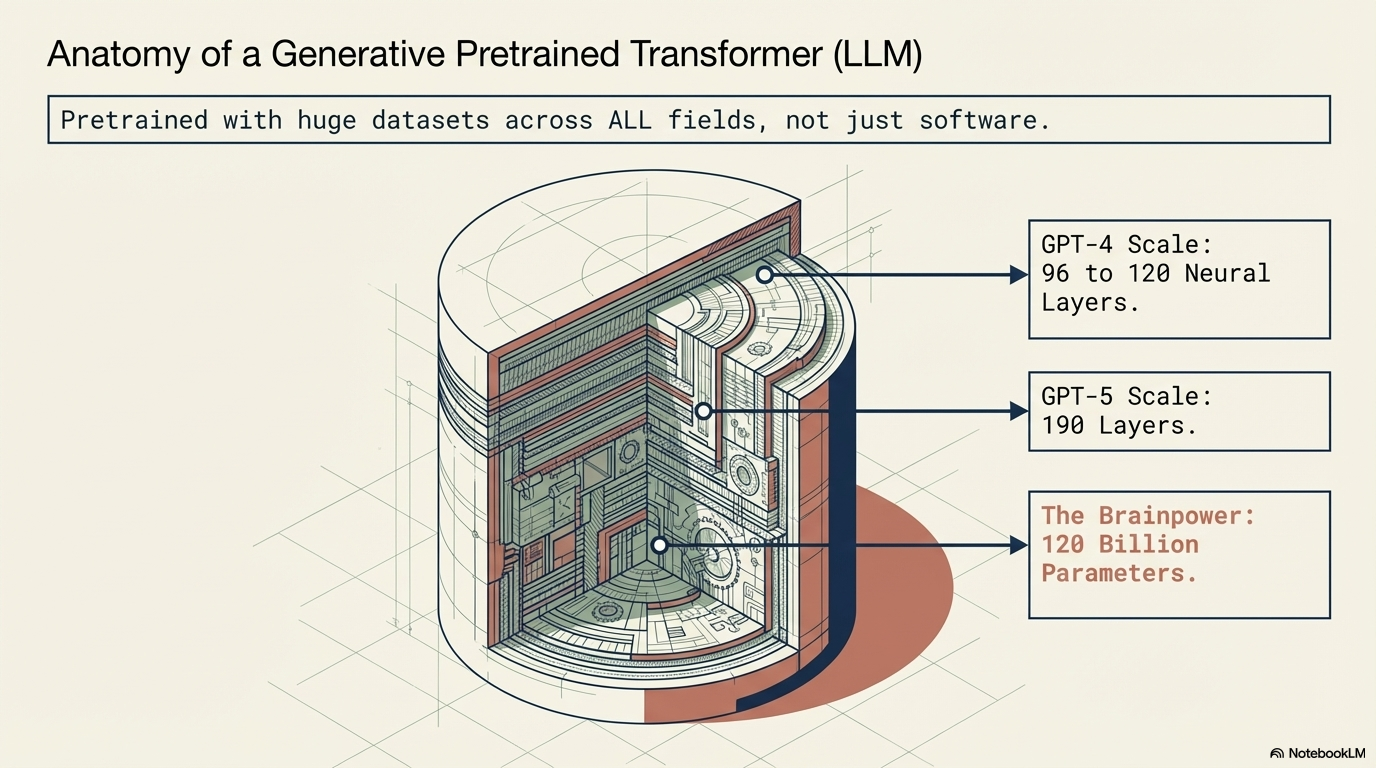 Anatomy of a Generative Pretrained Transformer (LLM)
Pretrained with huge datasets across ALL fields, not just software.
GPT-4 Scale:
96 to 120 Neural
Layers.
GPT-5 Scale:
190 Layers.
The Brainpower:
120 Billion
Parameters.
NotebookLM